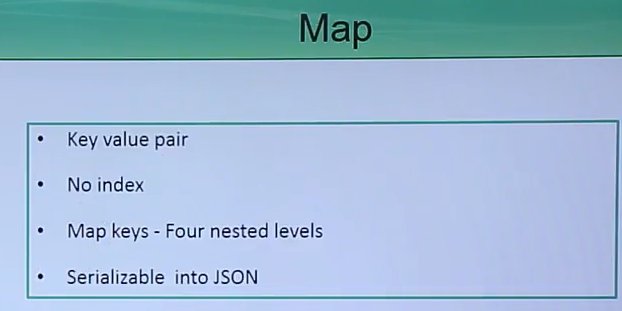 Map
• Key value pair
• No index
• Map keys - Four nested levels
• Serializable into JSON